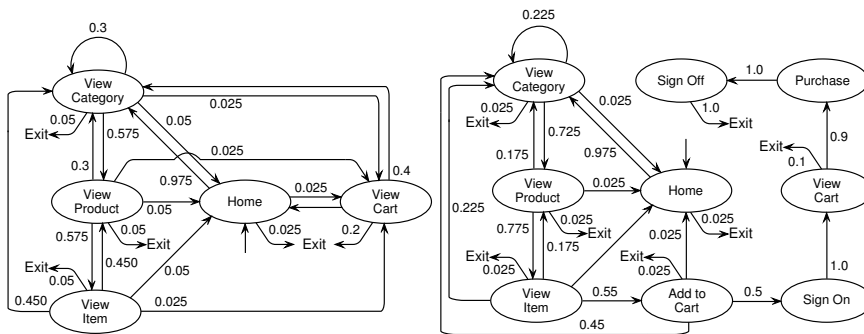 0.3
View
Category
0.05
Exit
0.575
0.05
0.025
0.3
0.025
0.975
0.4
View
Product
0.05
Home
0.025
View
Cart
0.575
0.05
Exit
0.025
Exit
0.2
Exit
0.450
0.05
0.05
0.450
View
Item
0.025
0.225
View
Category
0.025
Exit
0.725
0.025
0.175
0.975
Sign Off
1.0
Purchase
1.0
Exit
0.9
Exit
0.1
View
Product
0.025
Home
View
Cart
0.225
0.775
0.025
Exit
0.175
0.025
0.025
Exit
Exit
0.025
Exit
0.025
1.0
View
Item
0.55
Add to
Cart
0.5
Sign On
0.45